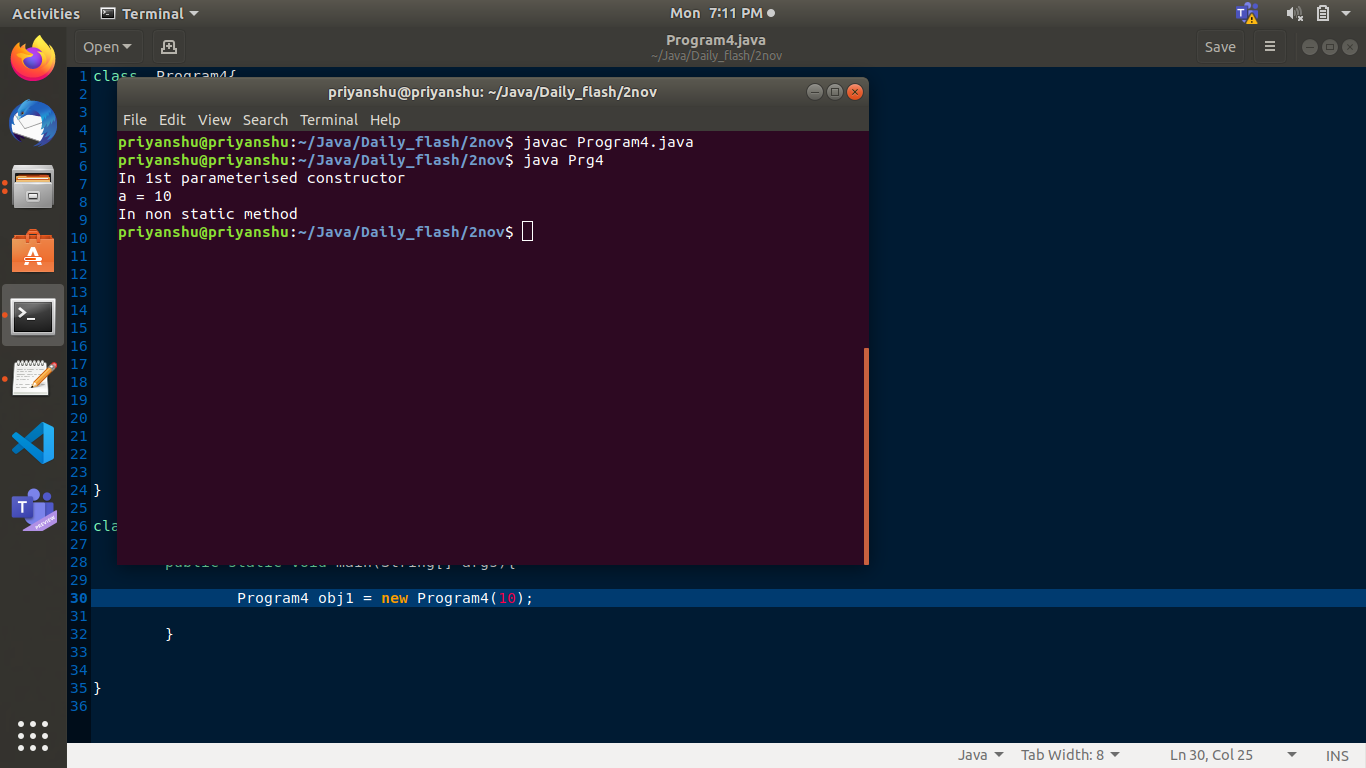 Activities Terminal Mon 7:11 PM
Open Program4.java Save
~/Java/Daily_flash/2nov
1 class Program4{
priyanshu@priyanshu: ~/Java/Daily_flash/2nov
File Edit View Search Terminal Help
priyanshu@priyanshu:~/Java/Daily_flash/2nov$ javac Program4.java
priyanshu@priyanshu:~/Java/Daily_flash/2nov$ java Prg4
In 1st parameterised constructor
a = 10
In non static method
priyanshu@priyanshu:~/Java/Daily_flash/2nov$
2
3
4
5
6
7
8
9
10
11
12
13
14
15
16
17
18
19
20
21
22
23
24 }
25
26 cla
27
28 public static void main(String[] args){
29
30 Program4 obj1 = new Program4(10);
31
32 }
33
34
35 }
36
T PREVIEW
Java Tab Width: 8 Ln 30, Col 25 INS